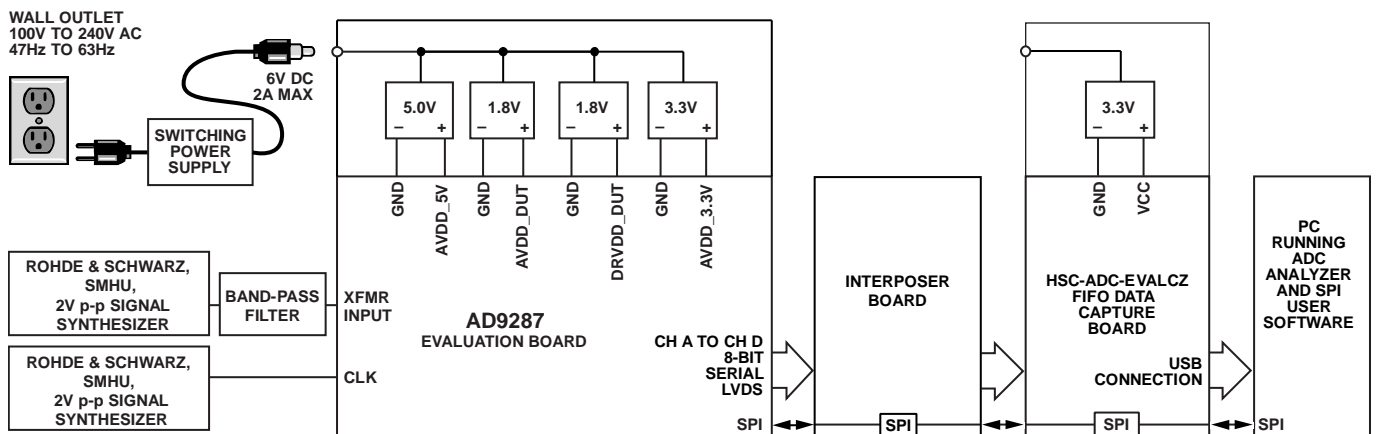 WALL OUTLET
100V TO 240V AC
47Hz TO 63Hz
6V DC
2A MAX
SWITCHING
POWER
SUPPLY
5.0V
– +
1.8V
– +
1.8V
– +
3.3V
– +
GND
AVDD_5V
GND
AVDD_DUT
GND
DRVDD_DUT
GND
AVDD_3.3V
3.3V
– +
GND
VCC
ROHDE & SCHWARZ,
SMHU,
2V p-p SIGNAL
SYNTHESIZER
BAND-PASS
FILTER
XFMR
INPUT
ROHDE & SCHWARZ,
SMHU,
2V p-p SIGNAL
SYNTHESIZER
CLK
AD9287
EVALUATION BOARD
CH A TO CH D
8-BIT
SERIAL
LVDS
SPI
INTERPOSER
BOARD
SPI
HSC-ADC-EVALCZ
FIFO DATA
CAPTURE
BOARD
USB
CONNECTION
SPI
PC
RUNNING
ADC
ANALYZER
AND SPI
USER
SOFTWARE
SPI